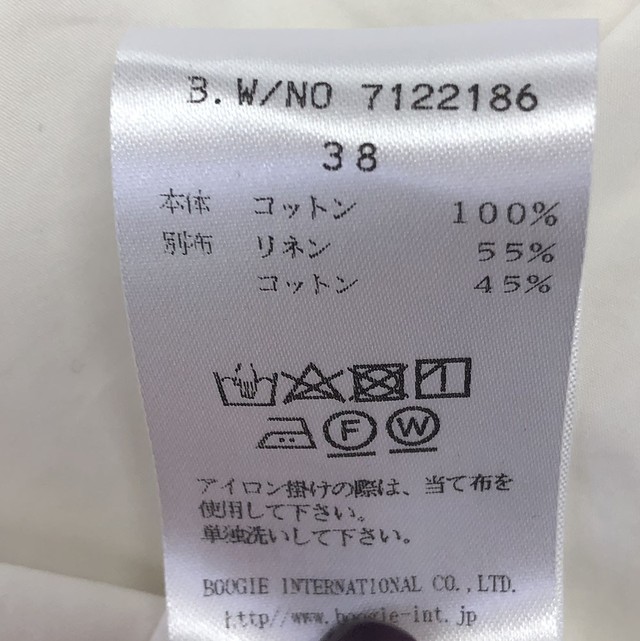 B.W/NO 7122186
38
本体 コットン 100%
別布 リネン 55%
コットン 45%
F W
アイロン掛けの際は、当て布を
使用して下さい。
単独洗いして下さい。
BOOGIE INTERNATIONAL CO.,LTD.
http//www.boogie-int.jp